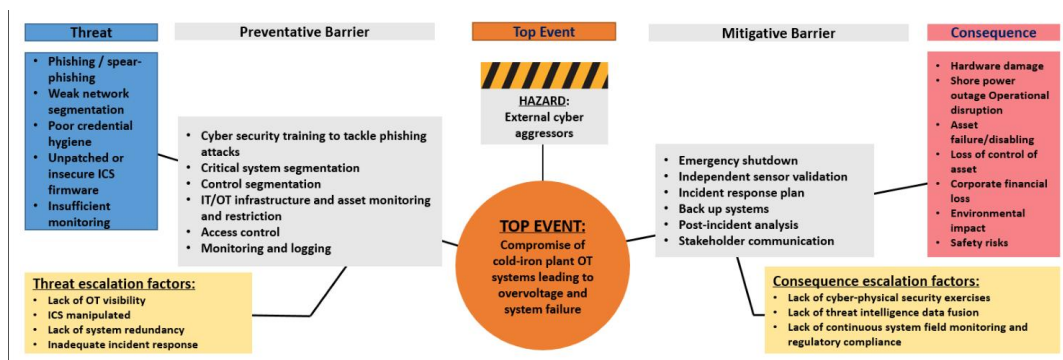 Threat
Preventative Barrier
Top Event
Mitigative Barrier
Consequence
• Phishing / spear-
phishing
• Weak network
segmentation
• Poor credential
hygiene
• Unpatched or
insecure ICS
firmware
• Insufficient
monitoring
• Cyber security training to tackle phishing
attacks
• Critical system segmentation
• Control segmentation
• IT/OT infrastructure and asset monitoring
and restriction
• Access control
• Monitoring and logging
Threat escalation factors:
• Lack of OT visibility
• ICS manipulated
• Lack of system redundancy
• Inadequate incident response
HAZARD:
External cyber
aggressors
TOP EVENT:
Compromise of
cold-iron plant OT
systems leading to
overvoltage and
system failure
• Emergency shutdown
• Independent sensor validation
• Incident response plan
• Back up systems
• Post-incident analysis
• Stakeholder communication
• Hardware damage
• Shore power
outage Operational
disruption
• Asset
failure/disabling
• Loss of control of
asset
• Corporate financial
loss
• Environmental
impact
• Safety risks
Consequence escalation factors:
• Lack of cyber-physical security exercises
• Lack of threat intelligence data fusion
• Lack of continuous system field monitoring and
regulatory compliance